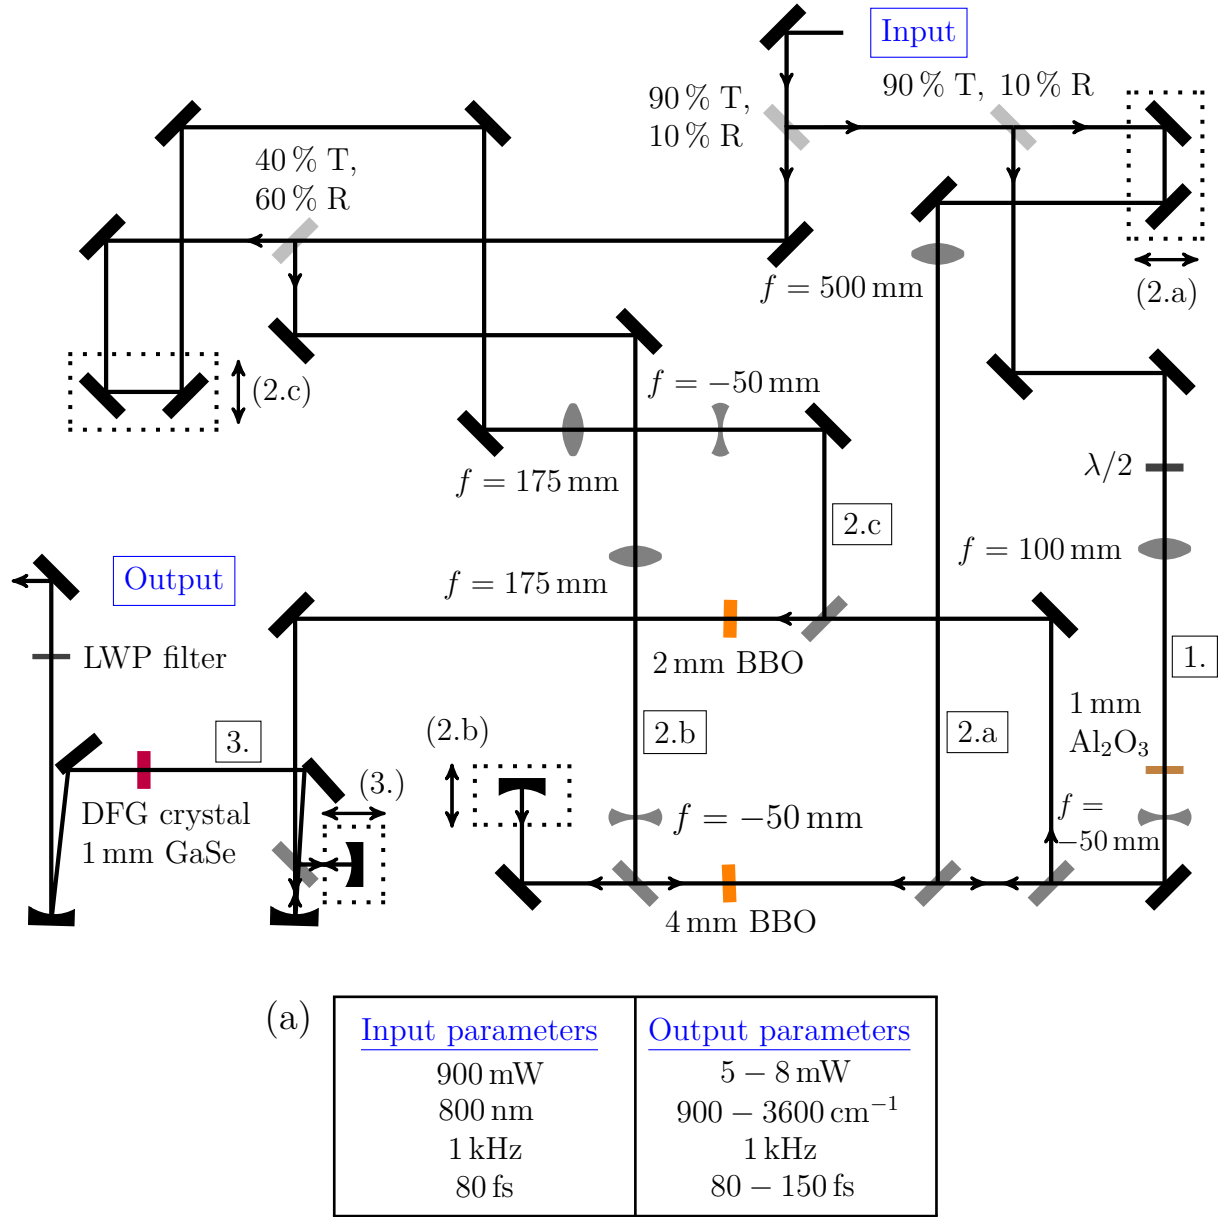 Input
90 % T, 10 % R
90 % T,
10 % R
40 % T,
60 % R
f = 500 mm
(2.a)
(2.c)
f = −50 mm
λ/2
f = 175 mm
2.c
f = 100 mm
Output
f = 175 mm
LWP filter
2 mm BBO
1.
3.
(2.b)
2.b
2.a
1 mm
Al₂O₃
(3.)
DFG crystal
1 mm GaSe
f = −50 mm
f =
−50 mm
4 mm BBO
(a)
Input parameters
900 mW
800 nm
1 kHz
80 fs
Output parameters
5 − 8 mW
900 − 3600 cm⁻¹
1 kHz
80 − 150 fs